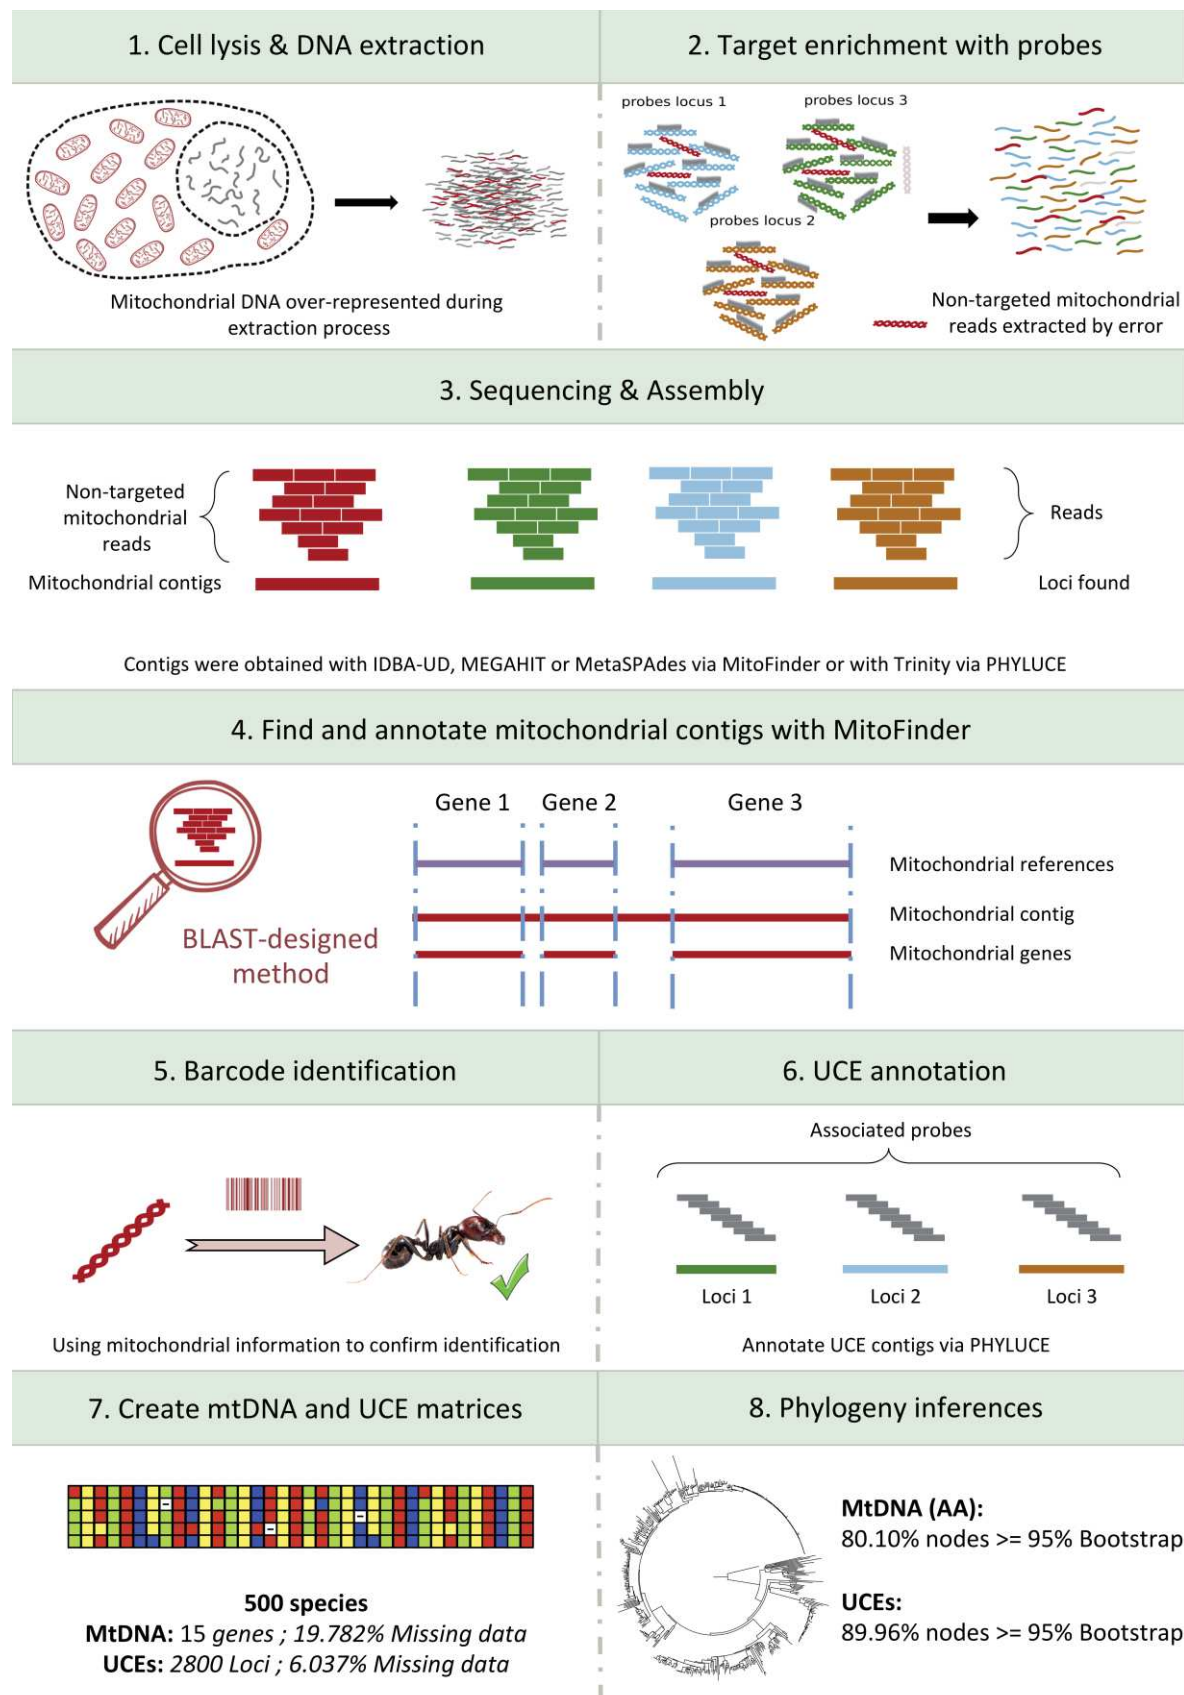 1. Cell lysis & DNA extraction
2. Target enrichment with probes
Mitochondrial DNA over-represented during
extraction process
probes locus 1
probes locus 3
probes locus 2
Non-targeted mitochondrial
reads extracted by error
3. Sequencing & Assembly
Non-targeted
mitochondrial
reads
Reads
Mitochondrial contigs
Loci found
Contigs were obtained with IDBA-UD, MEGAHIT or MetaSPAdes via MitoFinder or with Trinity via PHYLUCE
4. Find and annotate mitochondrial contigs with MitoFinder
Gene 1
Gene 2
Gene 3
Mitochondrial references
Mitochondrial contig
Mitochondrial genes
BLAST-designed
method
5. Barcode identification
6. UCE annotation
Using mitochondrial information to confirm identification
Associated probes
Loci 1
Loci 2
Loci 3
Annotate UCE contigs via PHYLUCE
7. Create mtDNA and UCE matrices
8. Phylogeny inferences
500 species
MtDNA: 15 genes ; 19.782% Missing data
UCEs: 2800 Loci ; 6.037% Missing data
MtDNA (AA):
80.10% nodes >= 95% Bootstrap
UCEs:
89.96% nodes >= 95% Bootstrap